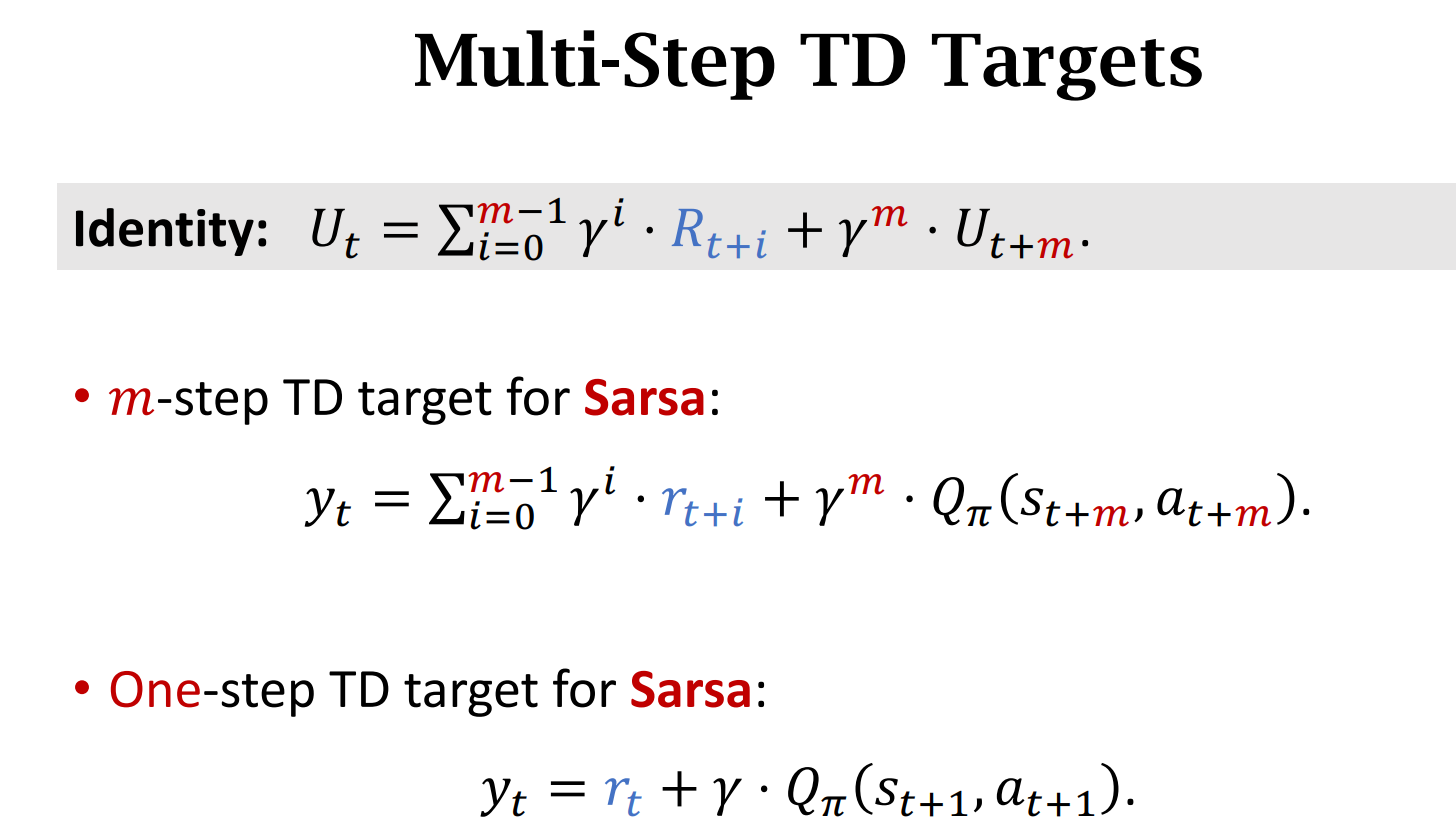 Multi-Step TD Targets
Identity: $U_t = \sum_{i=0}^{m-1} \gamma^i \cdot R_{t+i} + \gamma^m \cdot U_{t+m}.$
• $m$-step TD target for Sarsa:
$y_t = \sum_{i=0}^{m-1} \gamma^i \cdot r_{t+i} + \gamma^m \cdot Q_\pi(s_{t+m}, a_{t+m}).$
• One-step TD target for Sarsa:
$y_t = r_t + \gamma \cdot Q_\pi(s_{t+1}, a_{t+1}).$